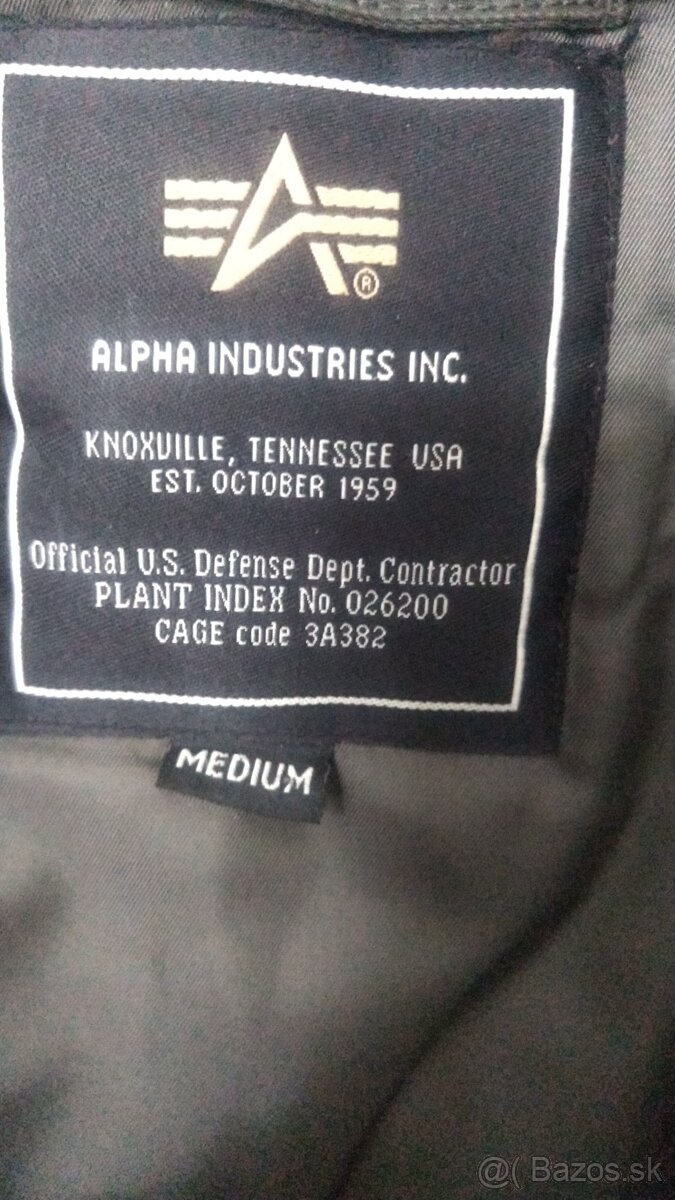 ®
ALPHA INDUSTRIES INC.
KNOXVILLE, TENNESSEE USA
EST. OCTOBER 1959
Official U.S. Defense Dept. Contractor
PLANT INDEX No. 026200
CAGE code 3A382
MEDIUM
@( Bazos.sk